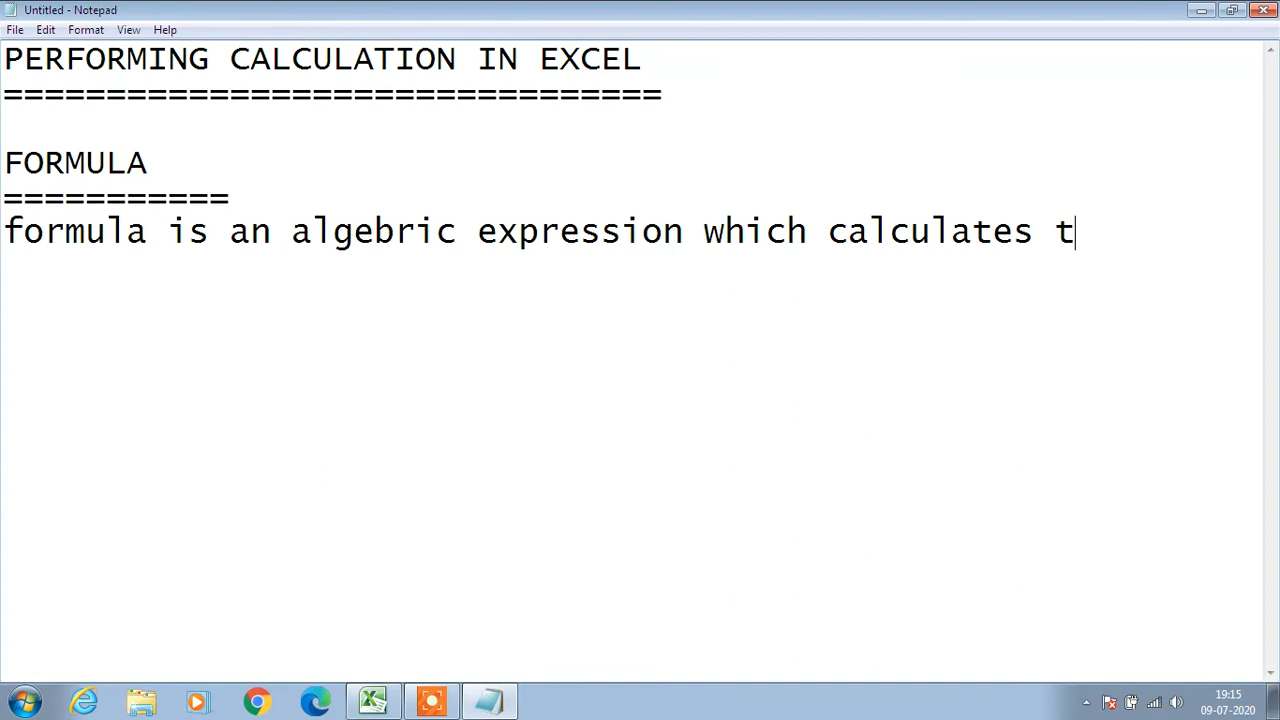 Untitled - Notepad
File Edit Format View Help
PERFORMING CALCULATION IN EXCEL
================================
FORMULA
===========
formula is an algebric expression which calculates t
19:15
09-07-2020